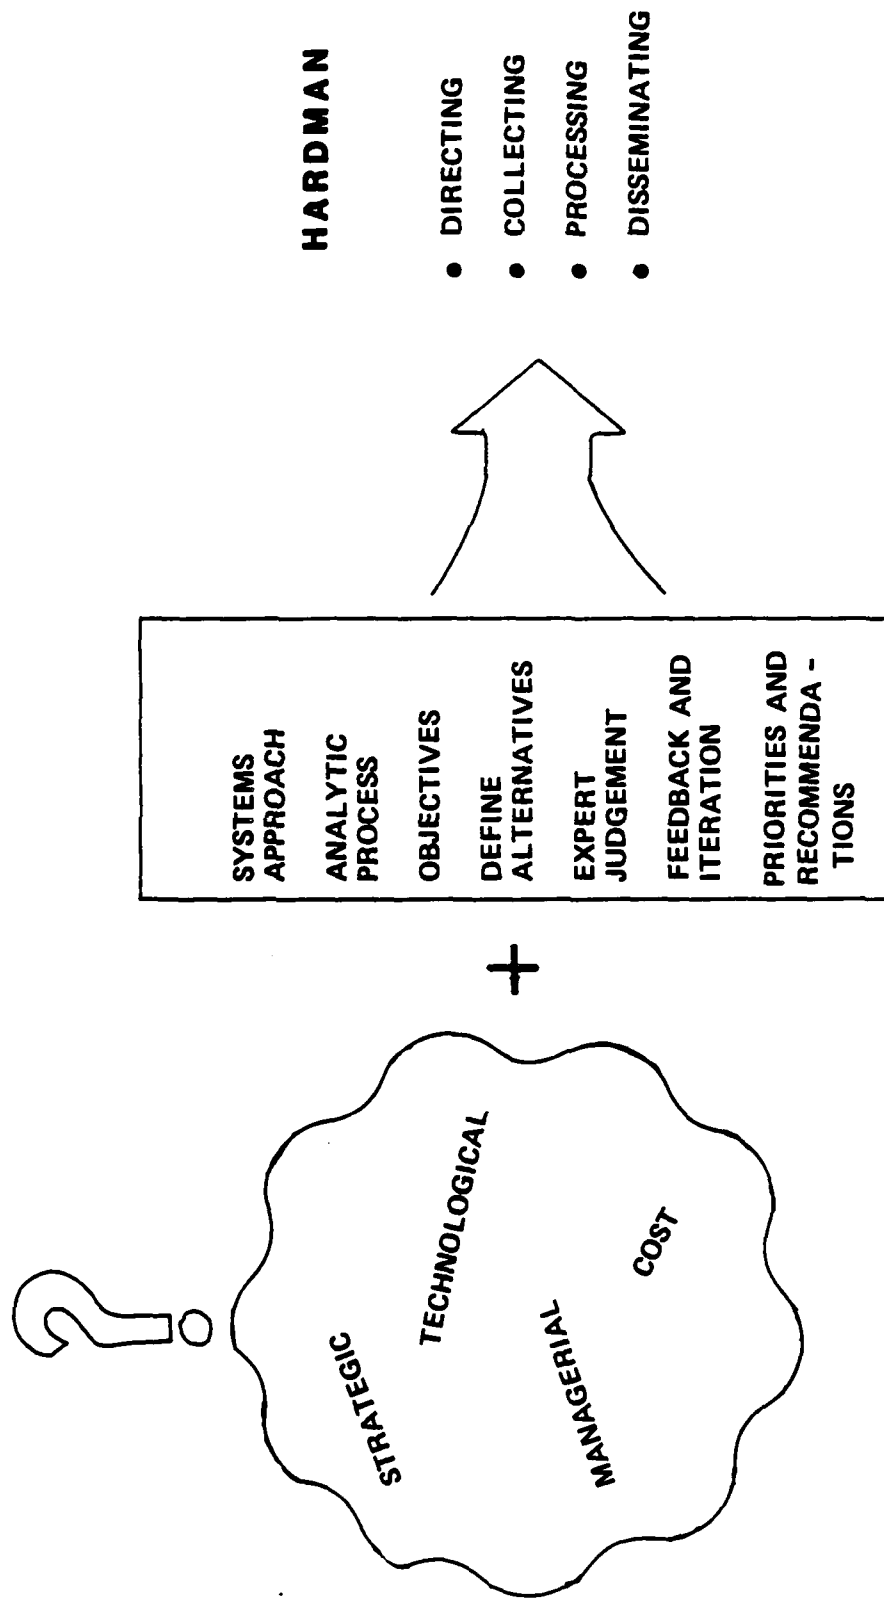 ?
STRATEGIC
TECHNOLOGICAL
MANAGERIAL
COST
+
SYSTEMS
APPROACH
ANALYTIC
PROCESS
OBJECTIVES
DEFINE
ALTERNATIVES
EXPERT
JUDGEMENT
FEEDBACK AND
ITERATION
PRIORITIES AND
RECOMMENDA -
TIONS
HARDMAN
• DIRECTING
• COLLECTING
• PROCESSING
• DISSEMINATING